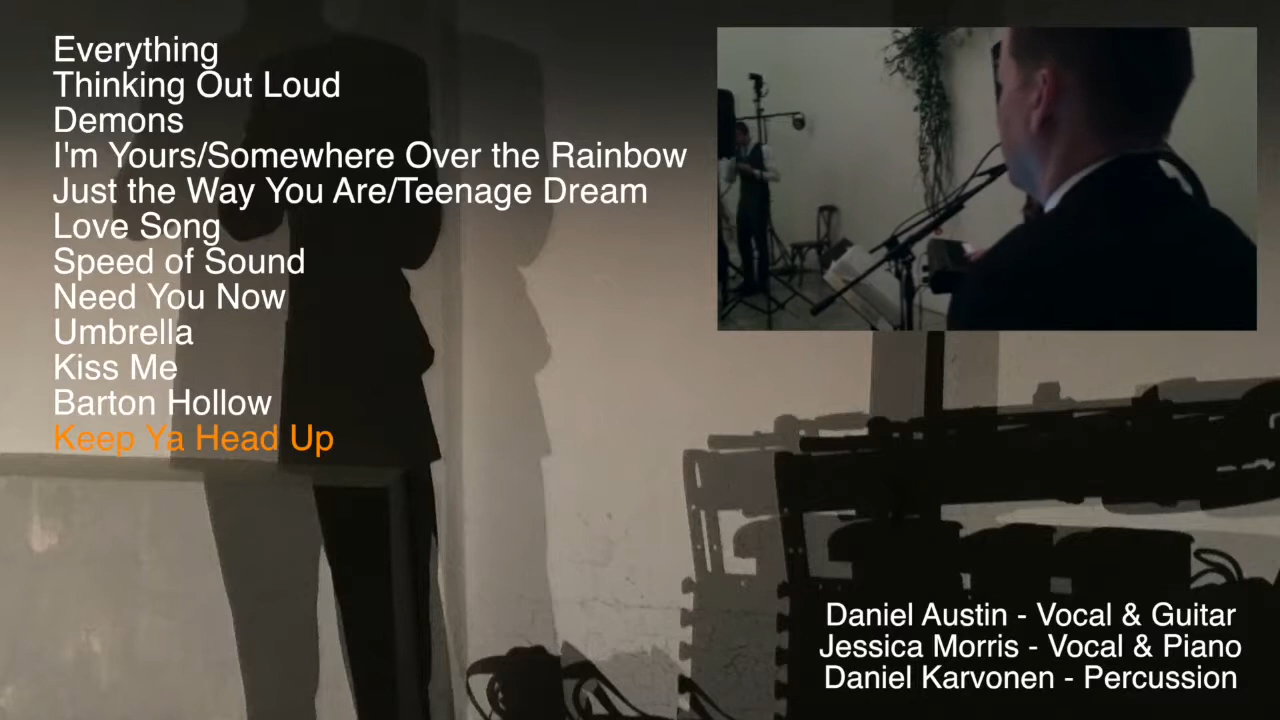 Everything
Thinking Out Loud
Demons
I'm Yours/Somewhere Over the Rainbow
Just the Way You Are/Teenage Dream
Love Song
Speed of Sound
Need You Now
Umbrella
Kiss Me
Barton Hollow
Keep Ya Head Up
Daniel Austin - Vocal & Guitar
Jessica Morris - Vocal & Piano
Daniel Karvonen - Percussion